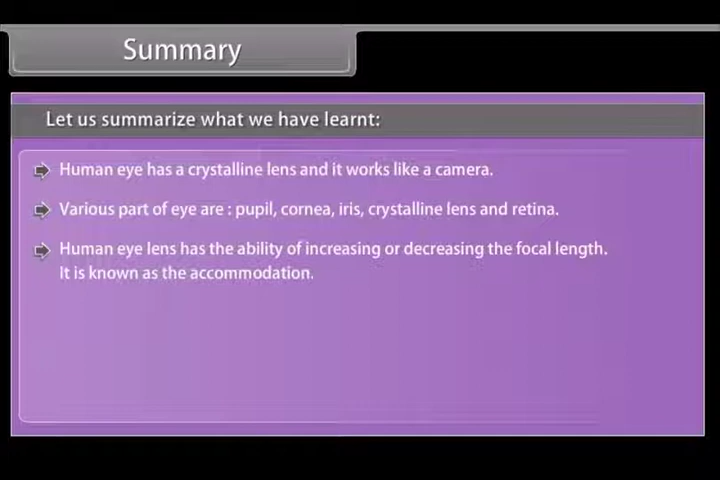 Summary
Let us summarize what we have learnt:
Human eye has a crystalline lens and it works like a camera.
Various part of eye are : pupil, cornea, iris, crystalline lens and retina.
Human eye lens has the ability of increasing or decreasing the focal length.
It is known as the accommodation.